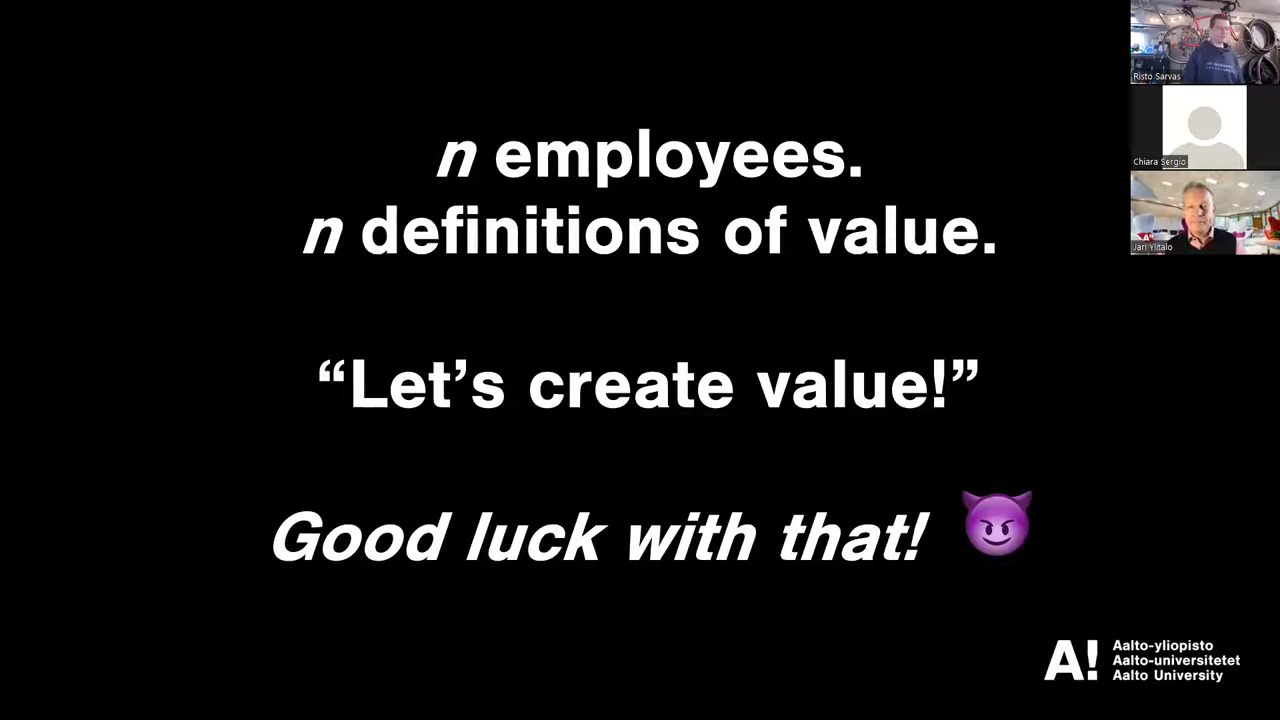 n employees.
n definitions of value.
“Let’s create value!”
Good luck with that!
Risto Sarvas
Chiara Sergio
Jari Ylitalo
A! Aalto-yliopisto
Aalto-universitetet
Aalto University